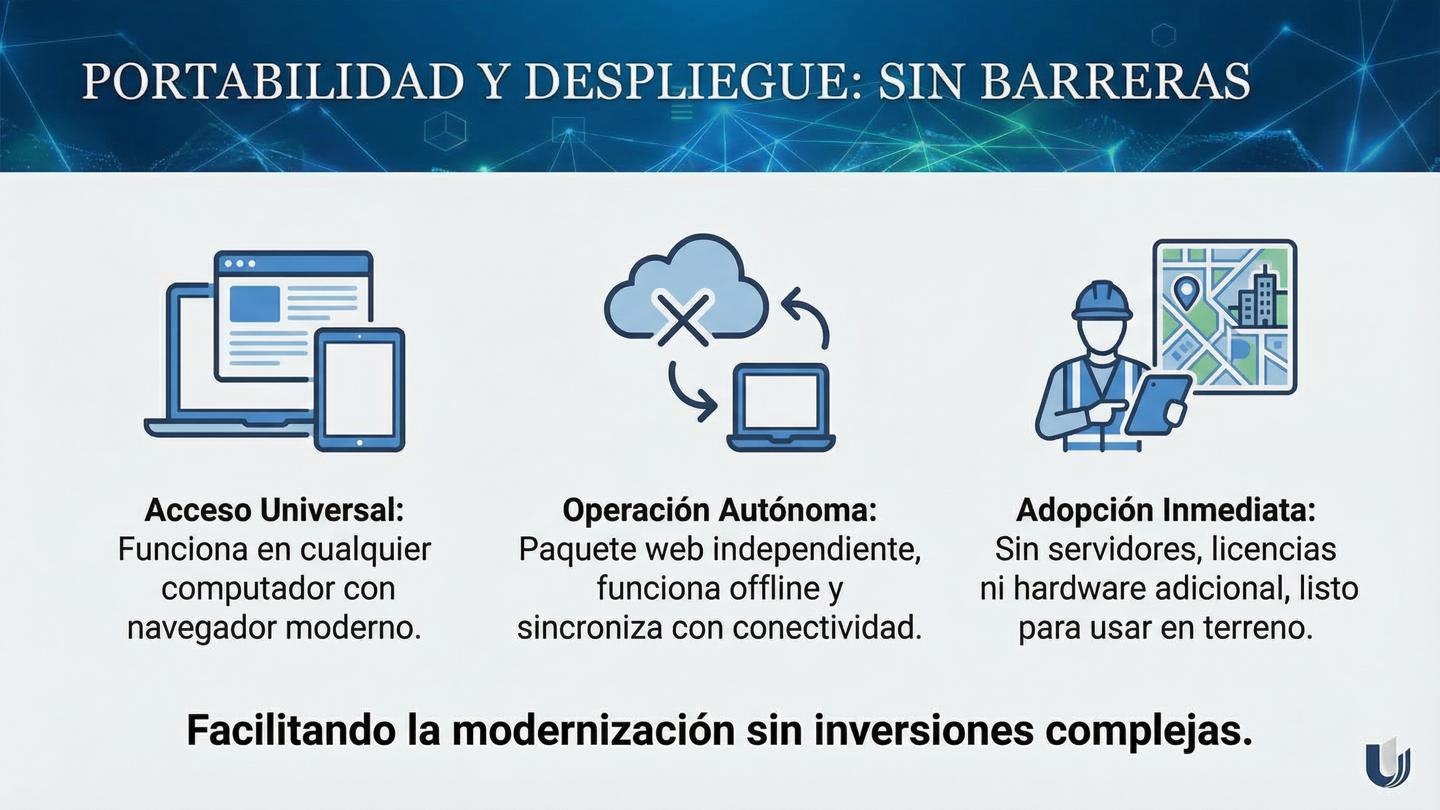 PORTABILIDAD Y DESPLIEGUE: SIN BARRERAS
Acceso Universal:
Funciona en cualquier
computador con
navegador moderno.
Operación Autónoma:
Paquete web independiente,
funciona offline y
sincroniza con conectividad.
Adopción Inmediata:
Sin servidores, licencias
ni hardware adicional, listo
para usar en terreno.
Facilitando la modernización sin inversiones complejas.